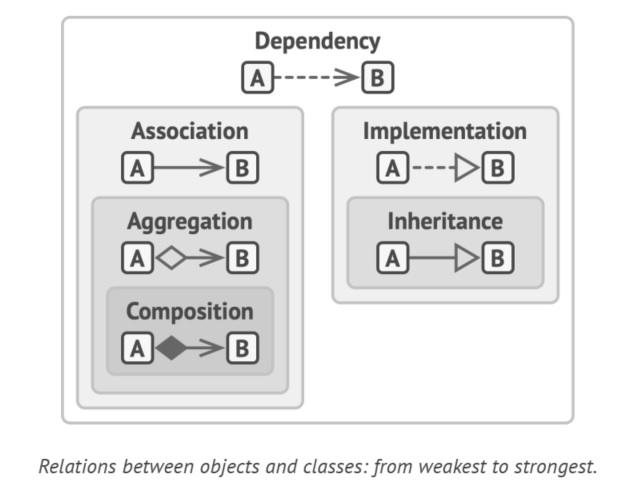 Dependency
A B
Association
A B
Aggregation
A B
Composition
A B
Implementation
A B
Inheritance
A B
Relations between objects and classes: from weakest to strongest.